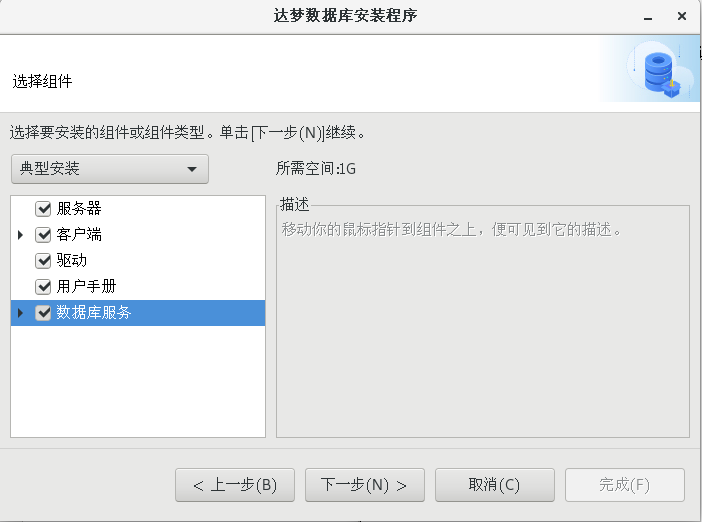 达梦数据库安装程序
选择组件
选择要安装的组件或组件类型。单击[下一步(N)]继续。
典型安装
所需空间:1G
服务器
客户端
驱动
用户手册
数据库服务
描述
移动你的鼠标指针到组件之上，便可见到它的描述。
< 上一步(B)
下一步(N) >
取消(C)
完成(F)